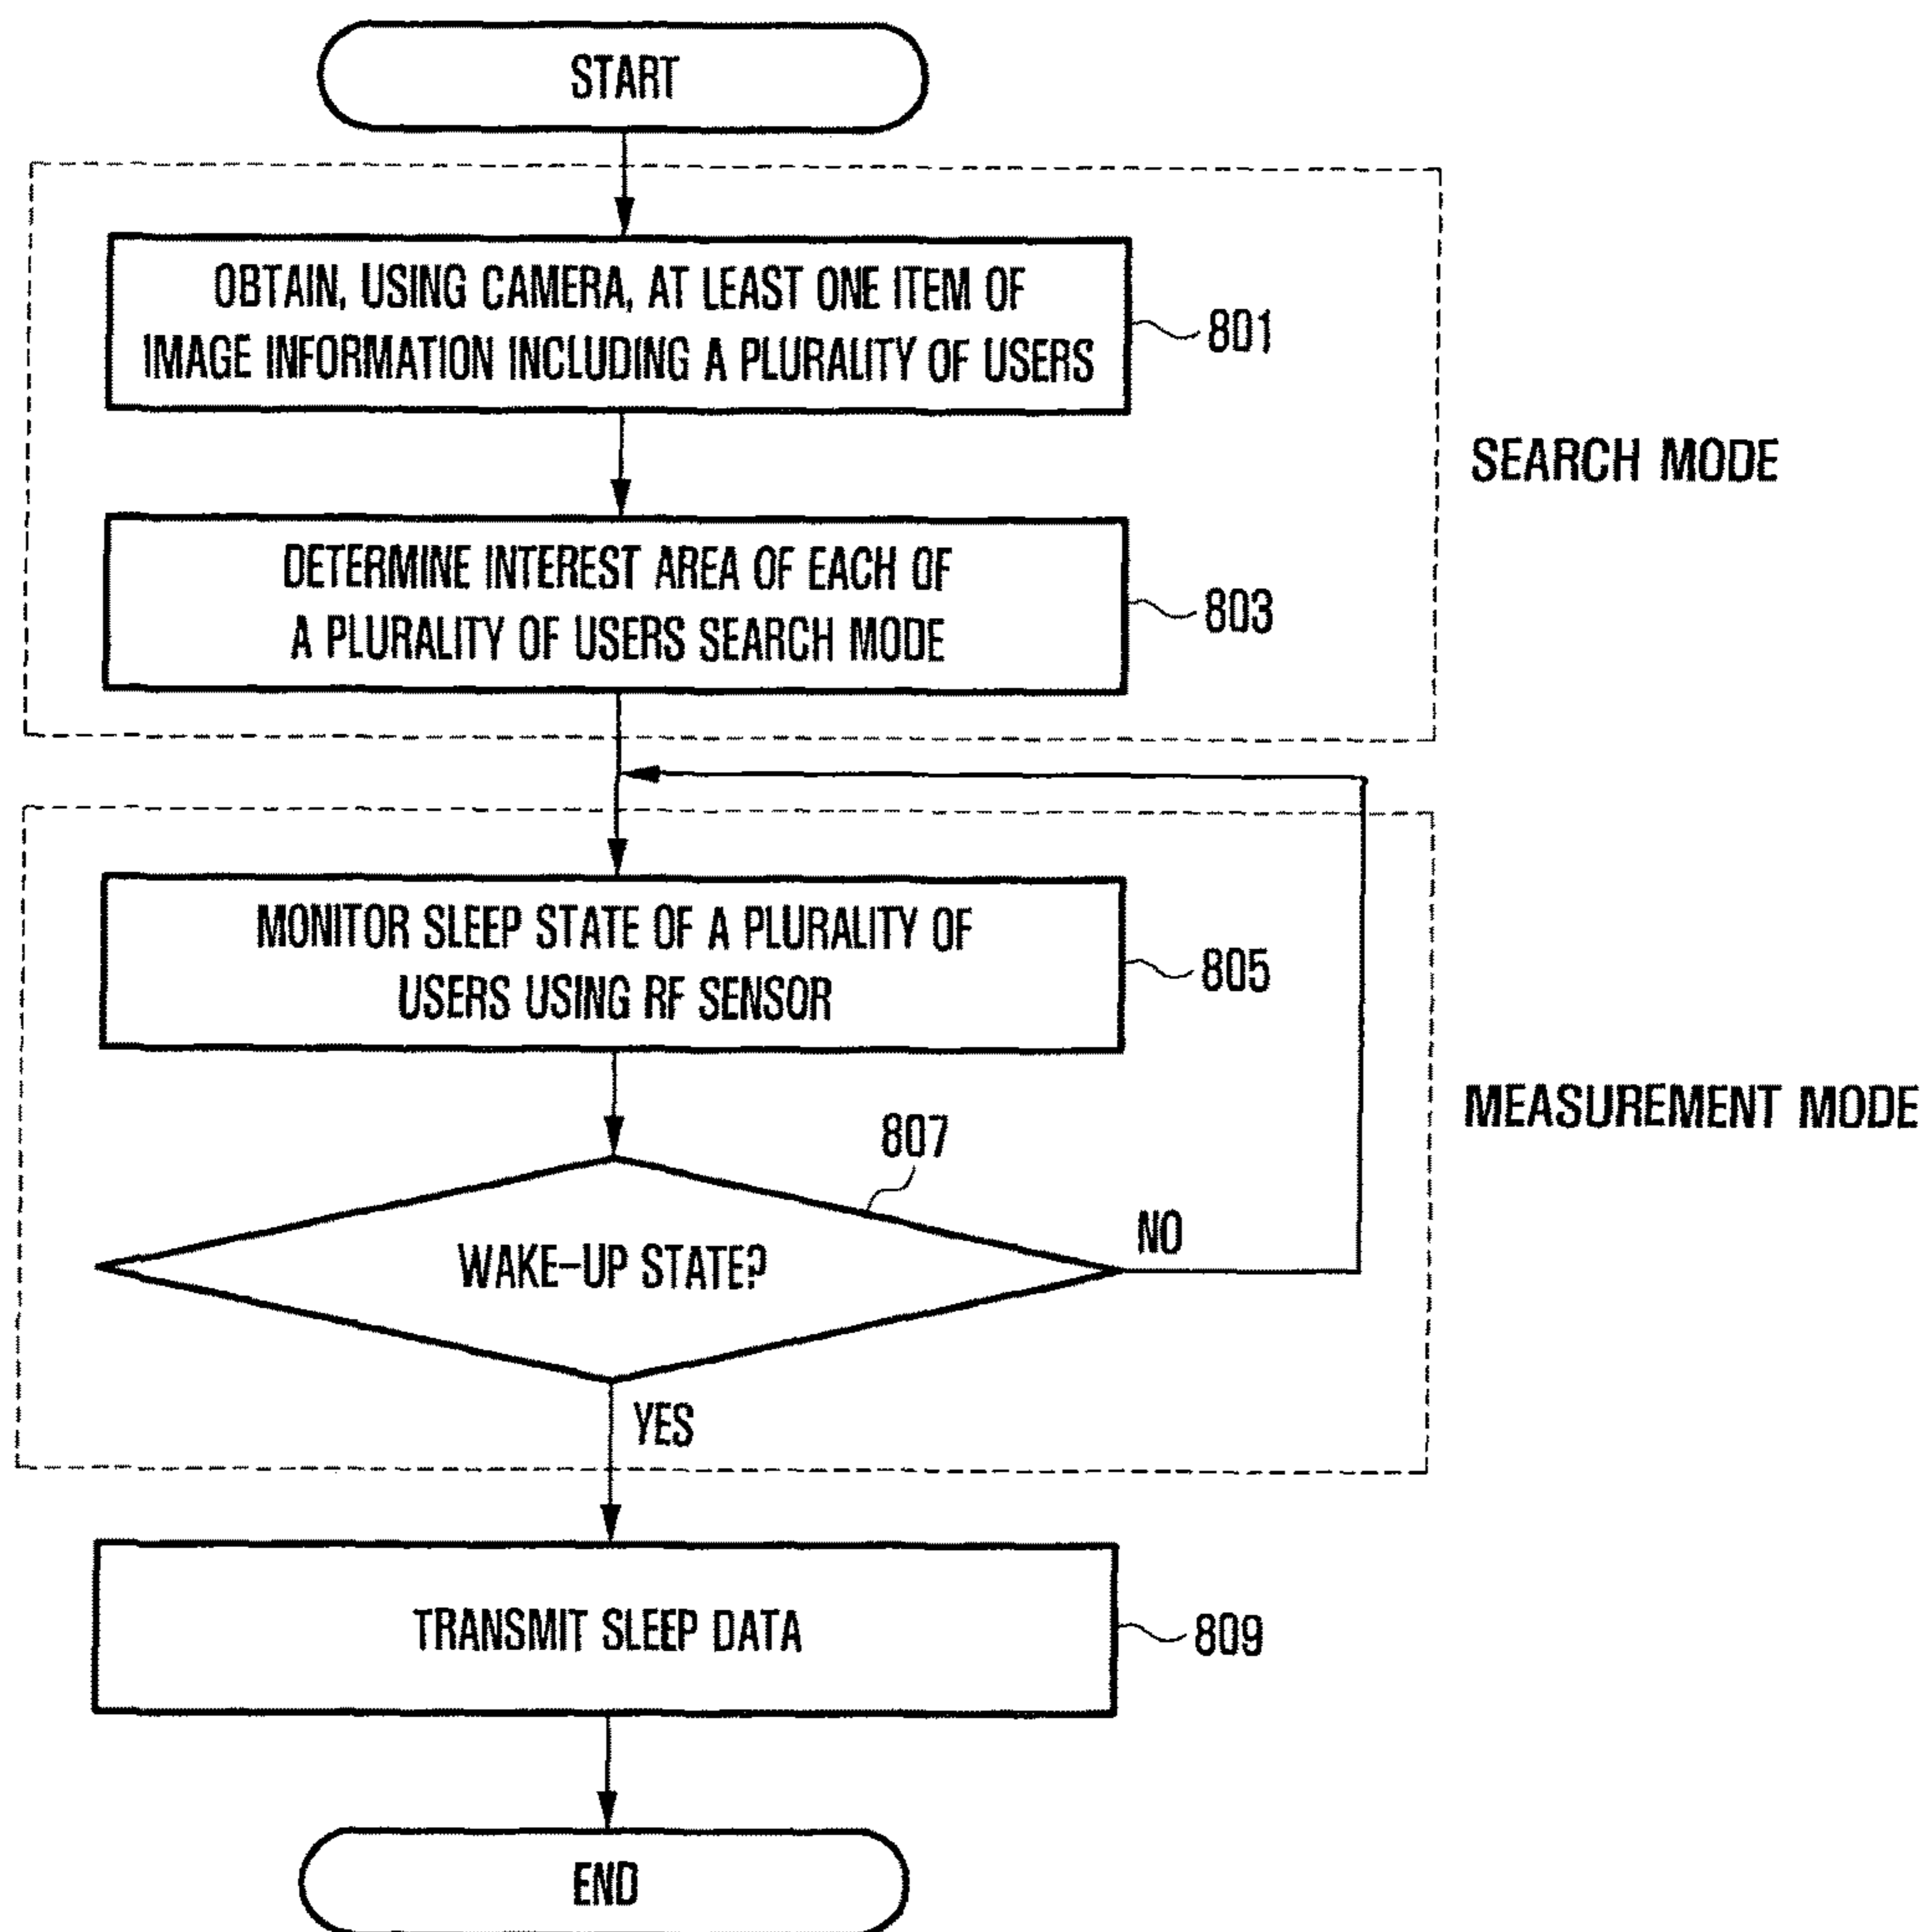 START
OBTAIN, USING CAMERA, AT LEAST ONE ITEM OF
IMAGE INFORMATION INCLUDING A PLURALITY OF USERS
801
SEARCH MODE
DETERMINE INTEREST AREA OF EACH OF
A PLURALITY OF USERS SEARCH MODE
803
MONITOR SLEEP STATE OF A PLURALITY OF
USERS USING RF SENSOR
805
MEASUREMENT MODE
807
WAKE-UP STATE?
NO
YES
TRANSMIT SLEEP DATA
809
END